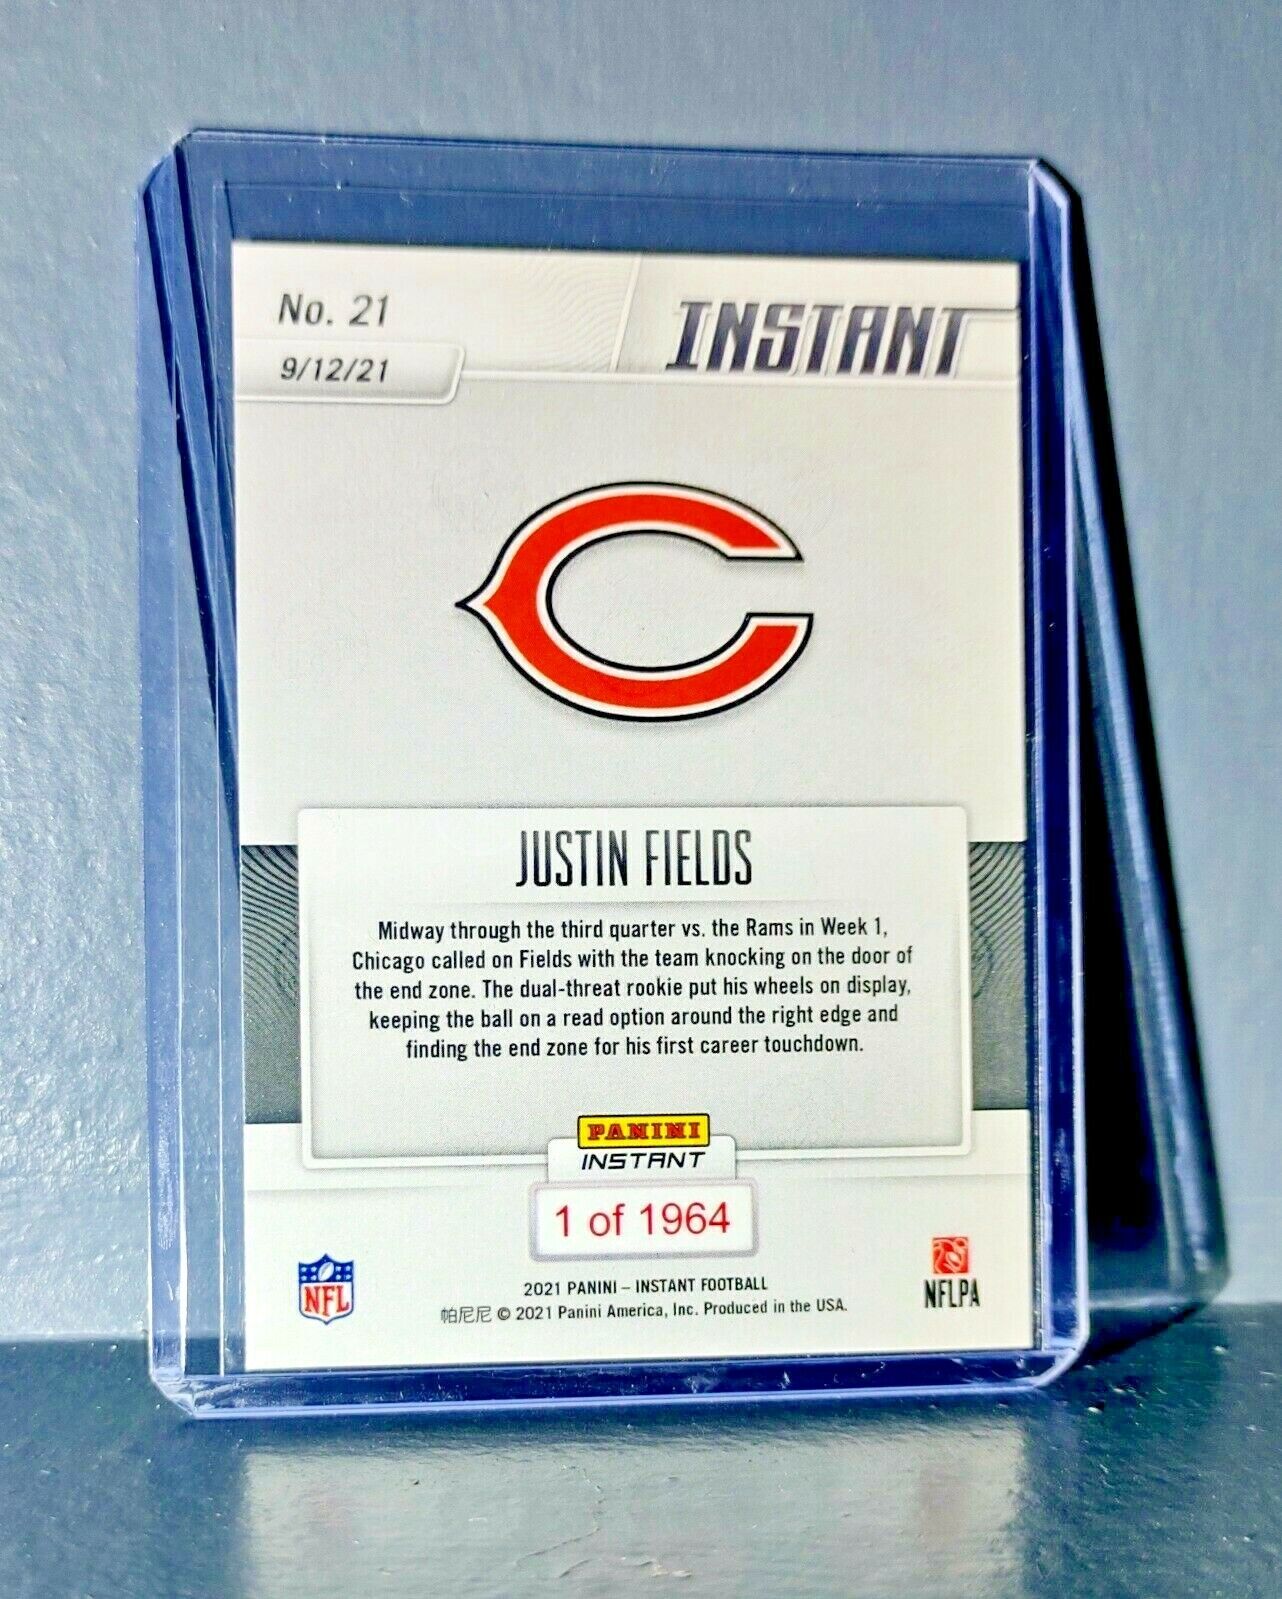 No. 21
INSTANT
9/12/21
JUSTIN FIELDS
Midway through the third quarter vs. the Rams in Week 1,
Chicago called on Fields with the team knocking on the door of
the end zone. The dual-threat rookie put his wheels on display,
keeping the ball on a read option around the right edge and
finding the end zone for his first career touchdown.
PANINI
INSTANT
1 of 1964
NFL
NFLPA
2021 PANINI – INSTANT FOOTBALL
帕尼尼 © 2021 Panini America, Inc. Produced in the USA.